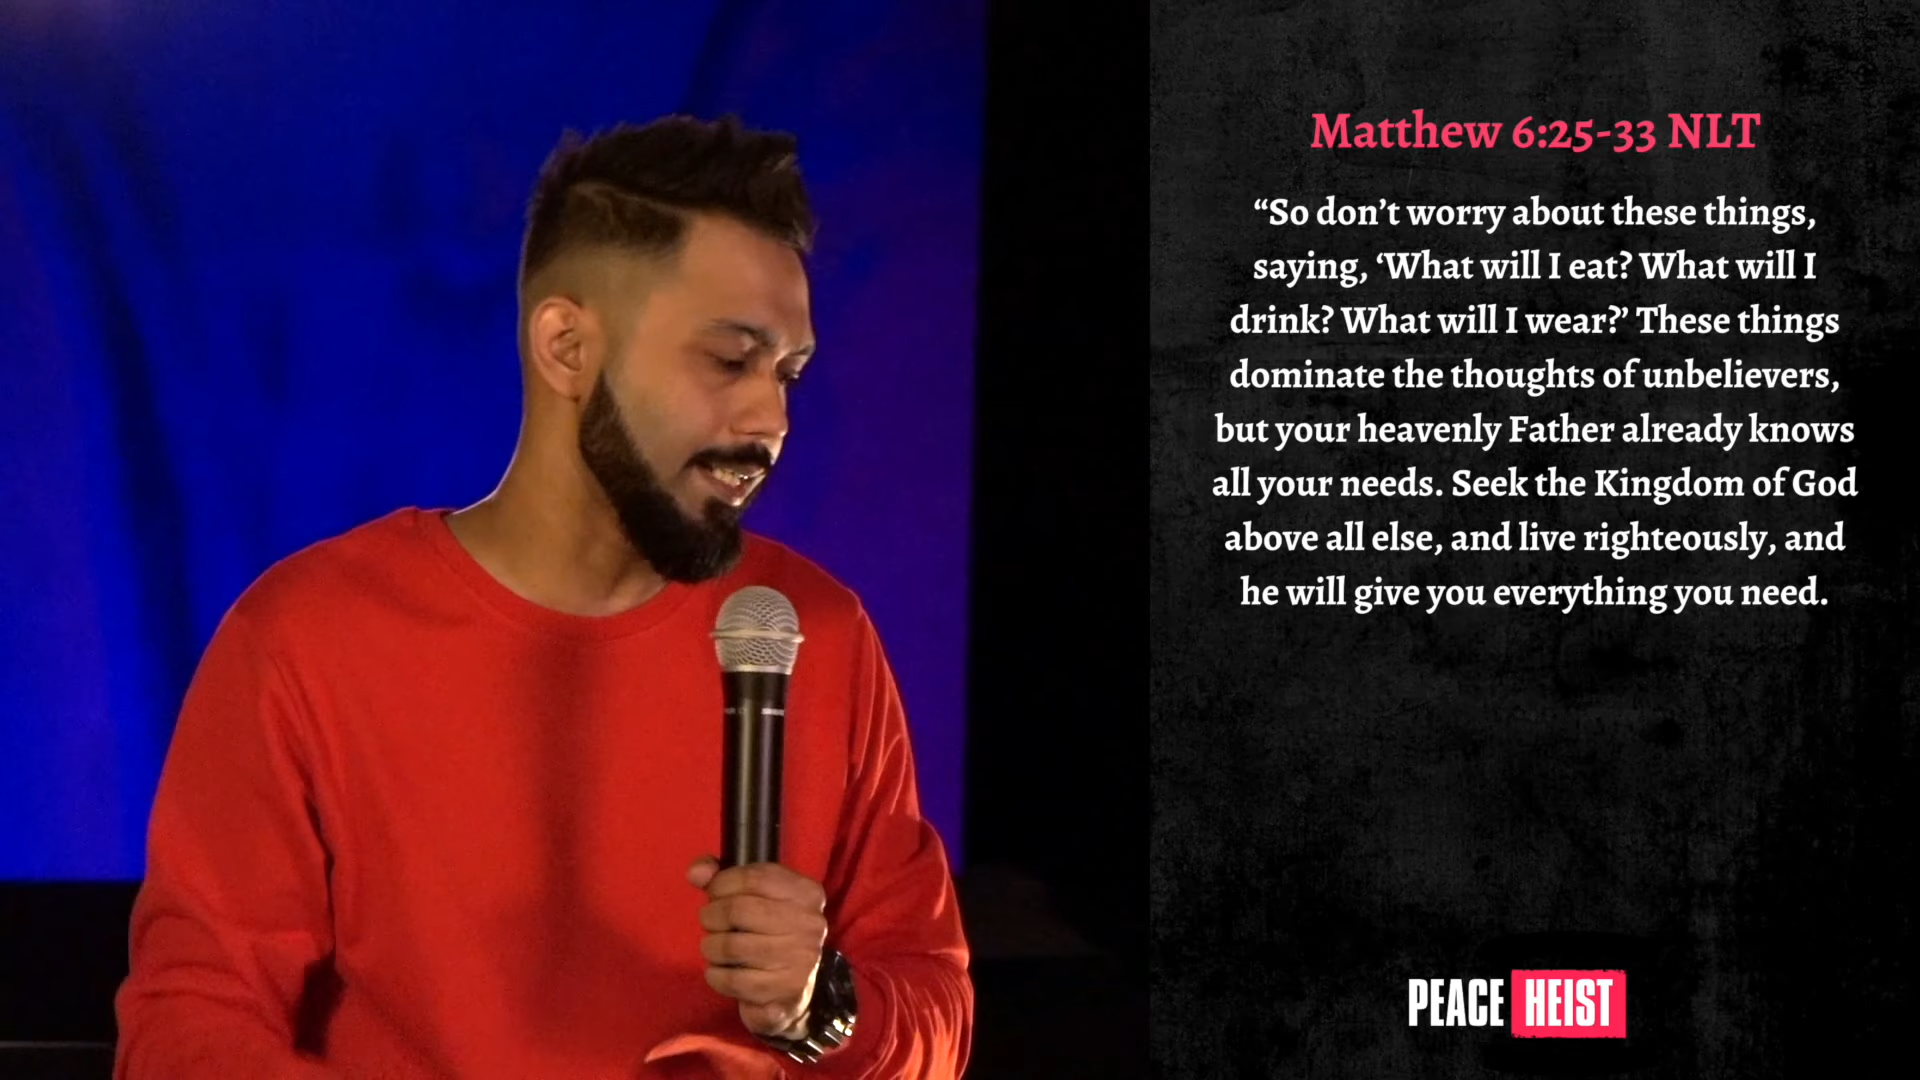 Matthew 6:25-33 NLT
“So don’t worry about these things,
saying, ‘What will I eat? What will I
drink? What will I wear?’ These things
dominate the thoughts of unbelievers,
but your heavenly Father already knows
all your needs. Seek the Kingdom of God
above all else, and live righteously, and
he will give you everything you need.
PEACE HEIST